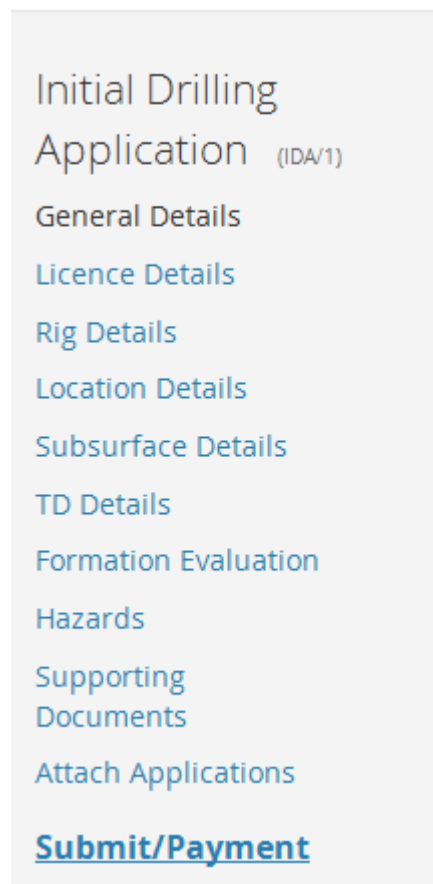 Initial Drilling
Application (IDA/1)
General Details
Licence Details
Rig Details
Location Details
Subsurface Details
TD Details
Formation Evaluation
Hazards
Supporting
Documents
Attach Applications
Submit/Payment